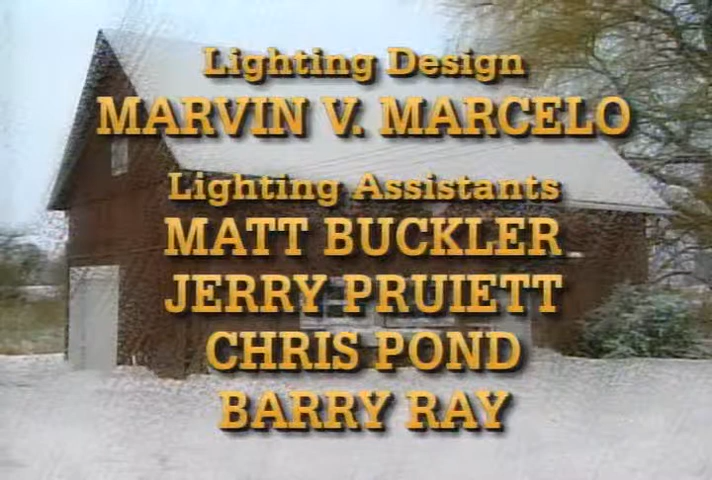 Lighting Design
MARVIN V. MARCELO
Lighting Assistants
MATT BUCKLER
JERRY PRUIETT
CHRIS POND
BARRY RAY